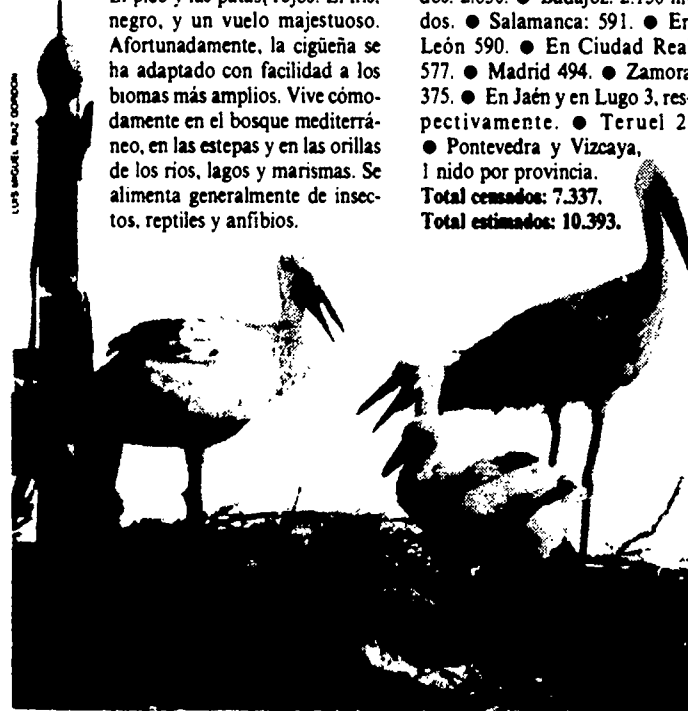 negro, y un vuelo majestuoso.
Afortunadamente, la cigüeña se
ha adaptado con facilidad a los
biomas más amplios. Vive cómo-
damente en el bosque mediterrá-
neo, en las estepas y en las orillas
de los ríos, lagos y marismas. Se
alimenta generalmente de insec-
tos, reptiles y anfibios.
dos. ● Salamanca: 591. ● En
León 590. ● En Ciudad Rea
577. ● Madrid 494. ● Zamora
375. ● En Jaén y en Lugo 3, res-
pectivamente. ● Teruel 2
● Pontevedra y Vizcaya,
1 nido por provincia.
Total censados: 7.337.
Total estimados: 10.393.
LUIS MIGUEL RUIZ GORDON